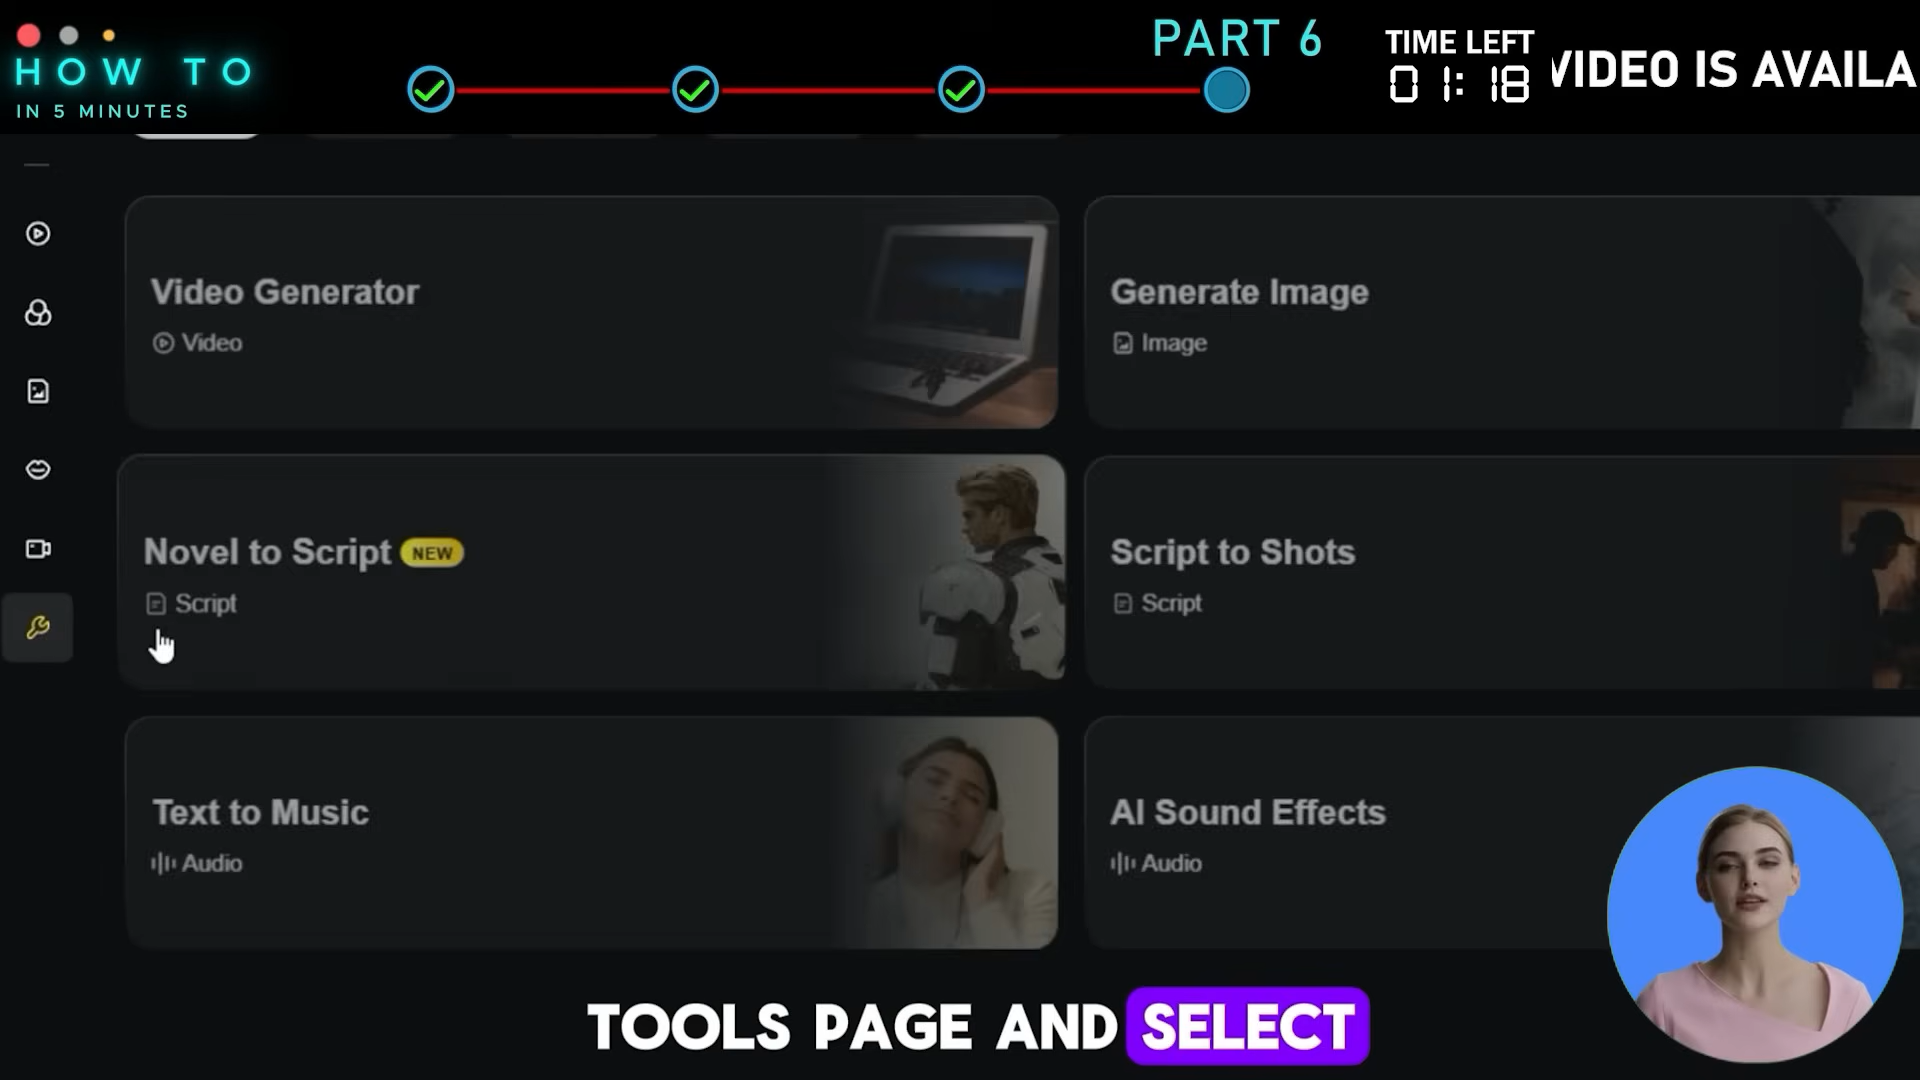 HOW TO
IN 5 MINUTES
PART 6
TIME LEFT
01:18
VIDEO IS AVAILA
Video Generator
Video
Generate Image
Image
Novel to Script NEW
Script
Script to Shots
Script
Text to Music
Audio
AI Sound Effects
Audio
TOOLS PAGE AND SELECT